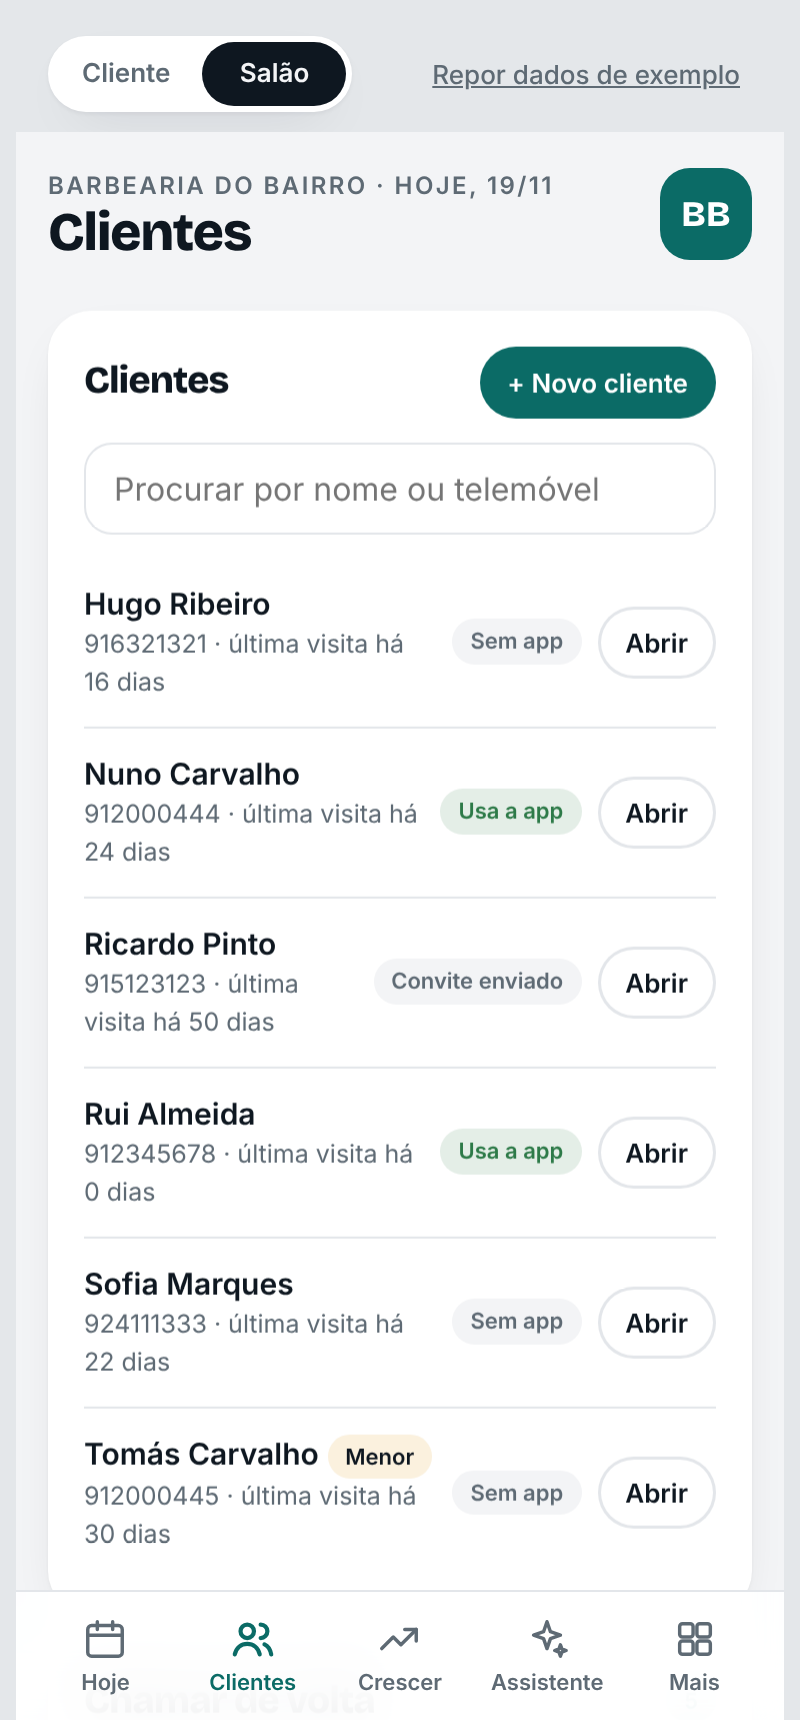 Cliente
Salão
Repor dados de exemplo
BARBEARIA DO BAIRRO · HOJE, 19/11
Clientes
BB
Clientes
+ Novo cliente
Procurar por nome ou telemóvel
Hugo Ribeiro
916321321 · última visita há
16 dias
Sem app
Abrir
Nuno Carvalho
912000444 · última visita há
24 dias
Usa a app
Abrir
Ricardo Pinto
915123123 · última
visita há 50 dias
Convite enviado
Abrir
Rui Almeida
912345678 · última visita há
0 dias
Usa a app
Abrir
Sofia Marques
924111333 · última visita há
22 dias
Sem app
Abrir
Tomás Carvalho
Menor
912000445 · última visita há
30 dias
Sem app
Abrir
Hoje
Clientes
Crescer
Assistente
Mais
Chamar de volta